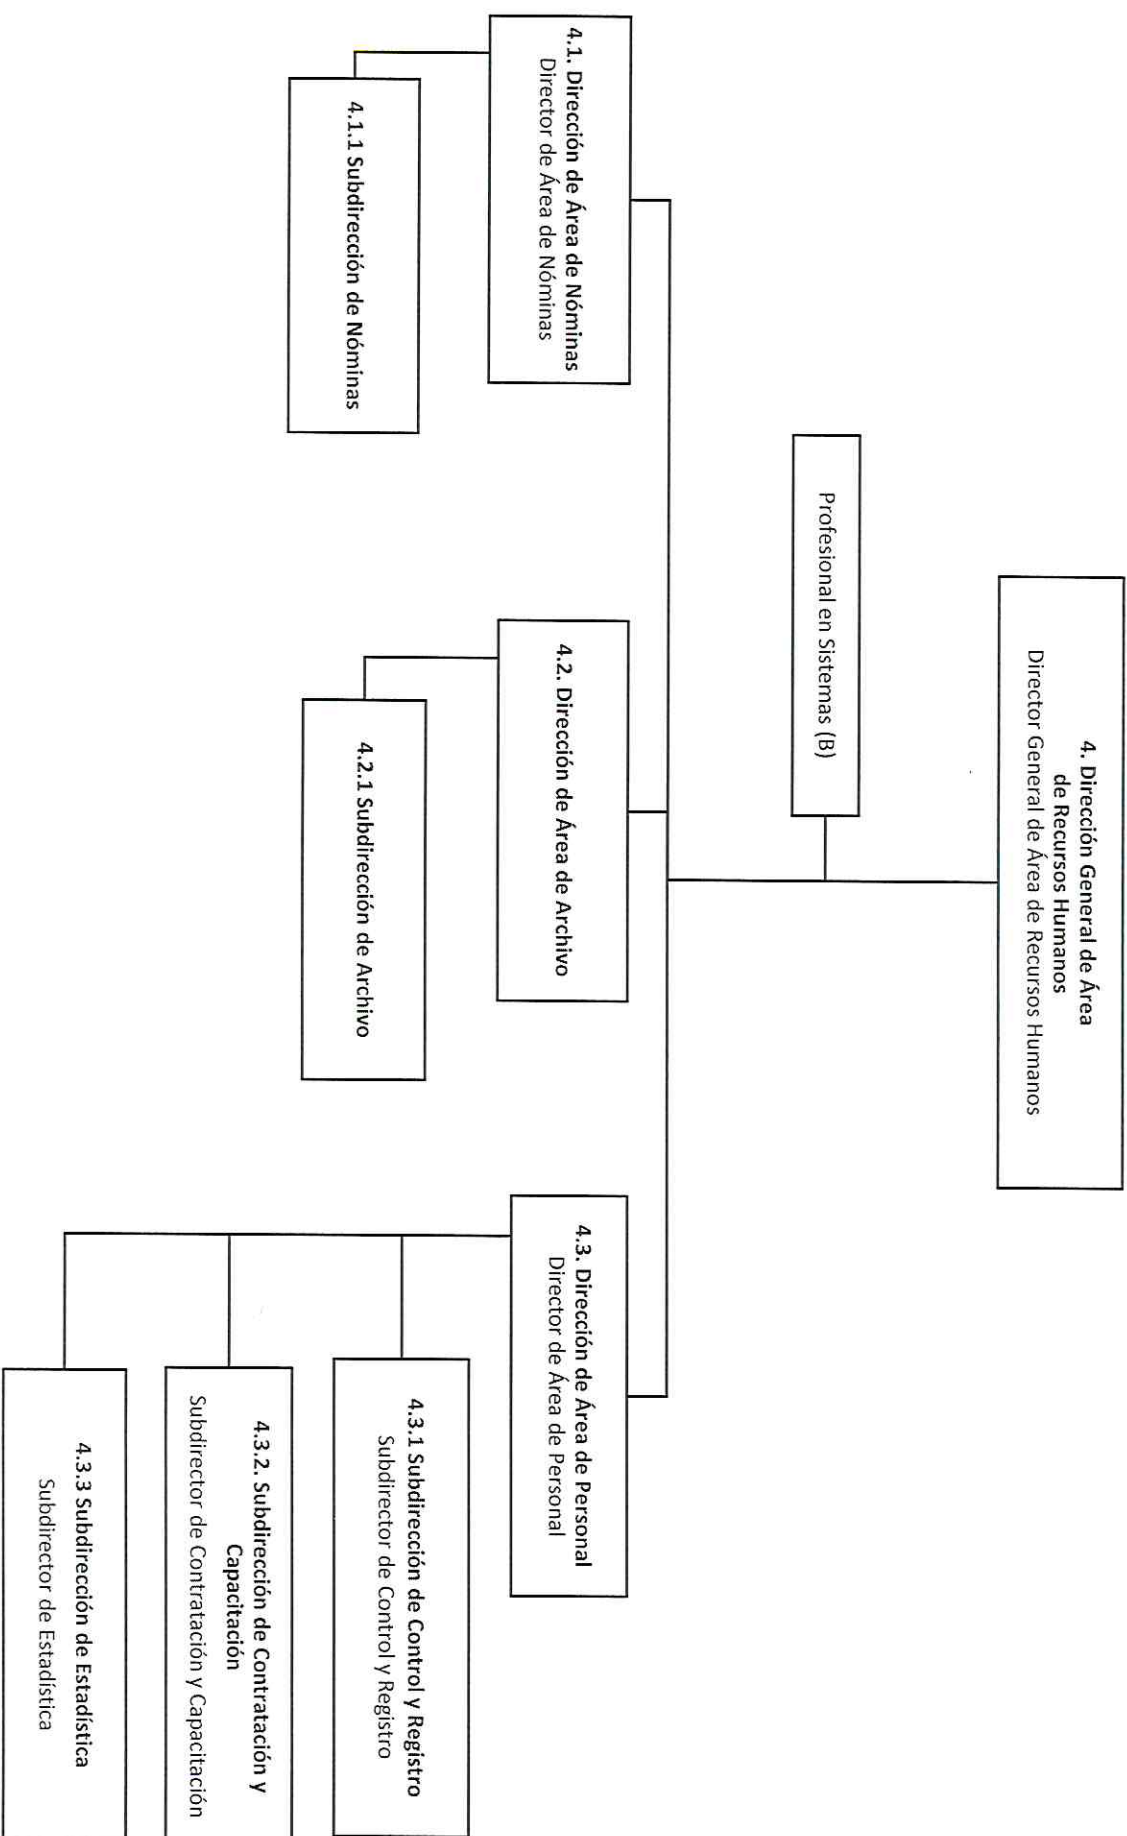 4. Dirección General de Área
de Recursos Humanos
Director General de Área de Recursos Humanos
Profesional en Sistemas (B)
4.1. Dirección de Área de Nóminas
Director de Área de Nóminas
4.1.1 Subdirección de Nóminas
4.2. Dirección de Área de Archivo
4.2.1 Subdirección de Archivo
4.3. Dirección de Área de Personal
Director de Área de Personal
4.3.1 Subdirección de Control y Registro
Subdirector de Control y Registro
4.3.2. Subdirección de Contratación y
Capacitación
Subdirector de Contratación y Capacitación
4.3.3 Subdirección de Estadística
Subdirector de Estadística